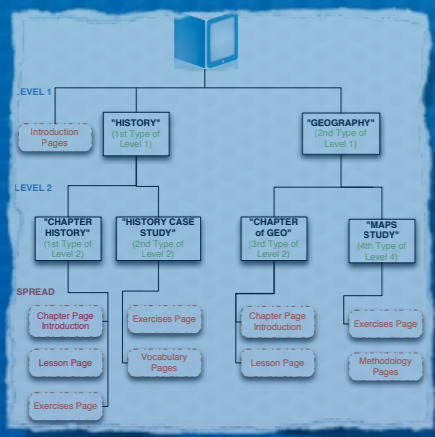 LEVEL 1
Introduction
Pages
"HISTORY"
(1st Type of
Level 1)
"GEOGRAPHY"
(2nd Type of
Level 1)
LEVEL 2
"CHAPTER
HISTORY"
(1st Type of
Level 2)
"HISTORY CASE
STUDY"
(2nd Type of
Level 2)
"CHAPTER
of GEO"
(3rd Type of
Level 2)
"MAPS
STUDY"
(4th Type of
Level 4)
SPREAD
Chapter Page
Introduction
Lesson Page
Exercises Page
Exercises Page
Vocabulary
Pages
Chapter Page
Introduction
Lesson Page
Exercises Page
Methodology
Pages